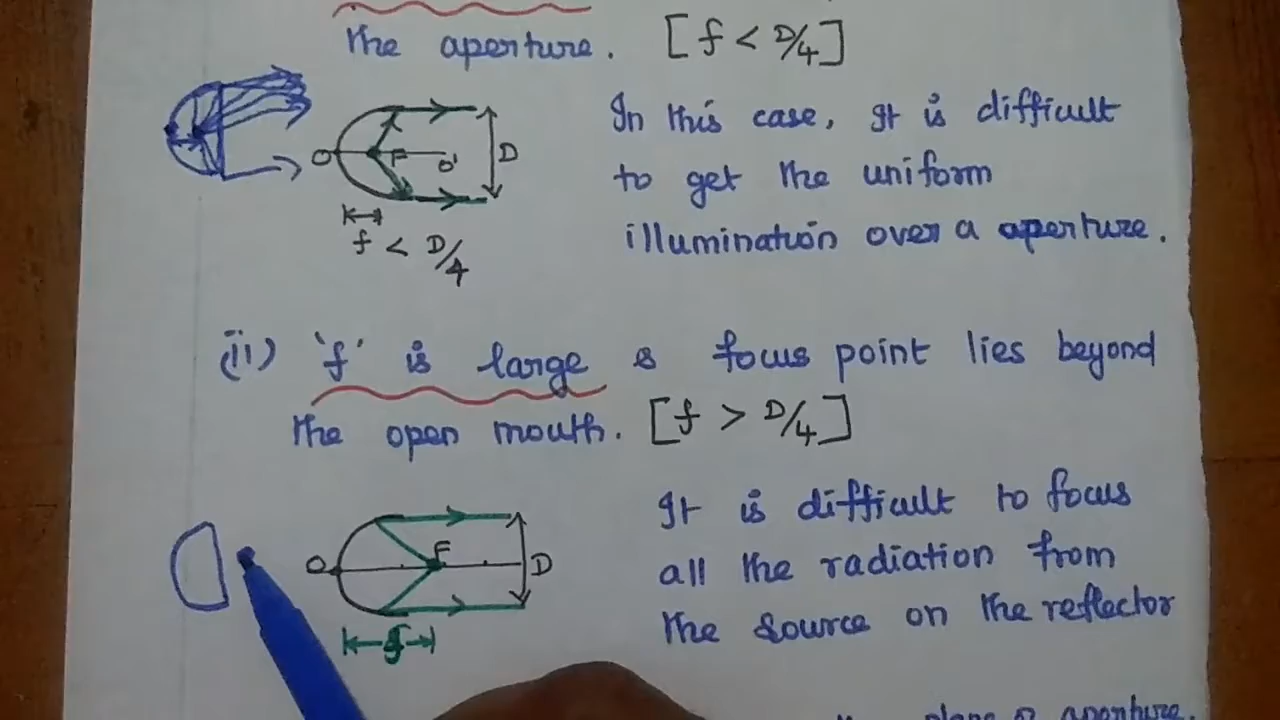 the aperture. [f < D/4]
O F O' D
f < D/4
In this case, It is difficult
to get the uniform
illumination over a aperture.
(ii) 'f' is large & focus point lies beyond
the open mouth. [f > D/4]
O F D
f
It is difficult to focus
all the radiation from
the source on the reflector
plane & aperture.